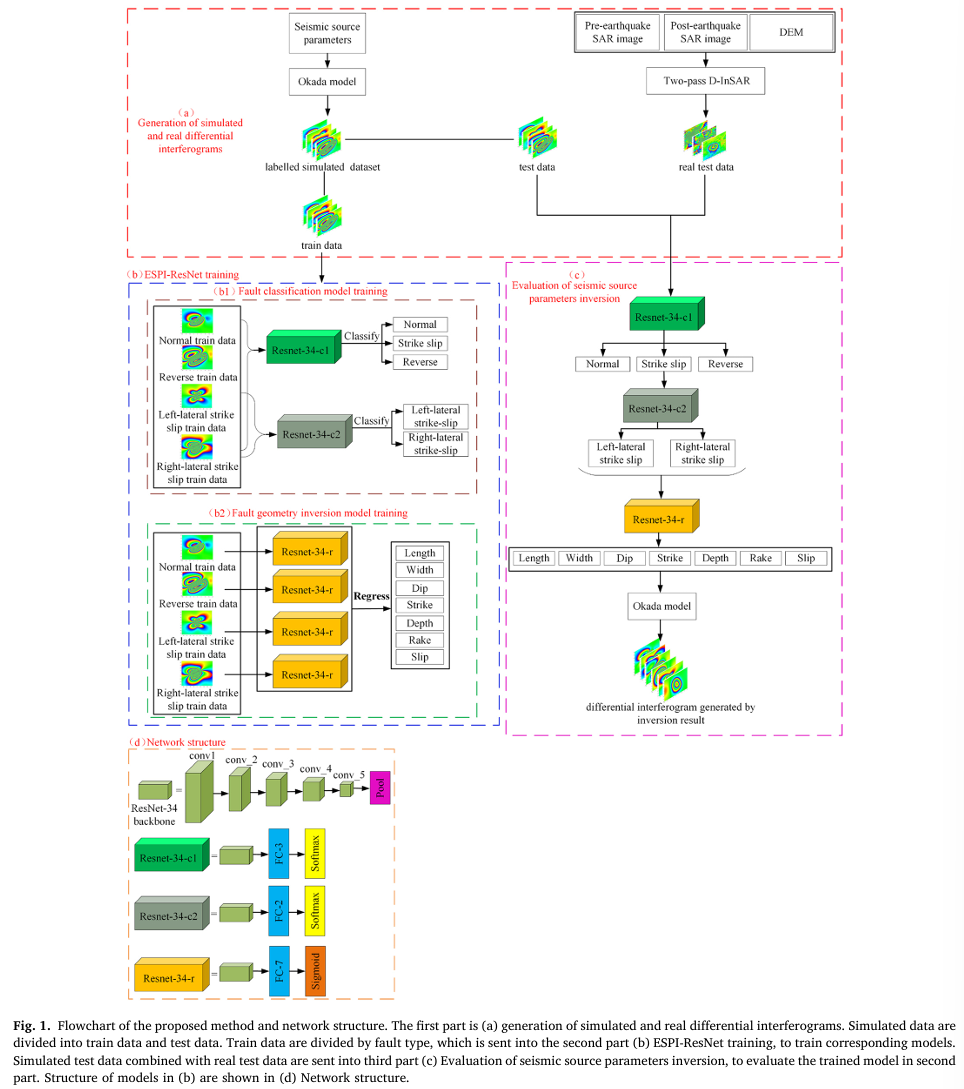 Seismic source
parameters
Okada model
Pre-earthquake
SAR image
Post-earthquake
SAR image
DEM
Two-pass D-InSAR
(a)
Generation of simulated
and real differential
interferograms
labelled simulated dataset
test data
real test data
train data
(b) ESPI-ResNet training
(b1) Fault classification model training
Normal train data
Reverse train data
Left-lateral strike
slip train data
Right-lateral strike
slip train data
Resnet-34-c1
Classify
Normal
Strike slip
Reverse
Resnet-34-c2
Classify
Left-lateral
strike-slip
Right-lateral
strike-slip
(b2) Fault geometry inversion model training
Normal train data
Reverse train data
Left-lateral strike
slip train data
Right-lateral strike
slip train data
Resnet-34-r
Resnet-34-r
Resnet-34-r
Resnet-34-r
Regress
Length
Width
Dip
Strike
Depth
Rake
Slip
(c)
Evaluation of seismic source
parameters inversion
Resnet-34-c1
Normal
Strike slip
Reverse
Resnet-34-c2
Left-lateral
strike slip
Right-lateral
strike slip
Resnet-34-r
Length Width Dip Strike Depth Rake Slip
Okada model
differential interferogram generated by
inversion result
(d) Network structure
conv1 conv_2 conv_3 conv_4 conv_5
ResNet-34
backbone
=
Pool
Resnet-34-c1 = FC-3 Softmax
Resnet-34-c2 = FC-2 Softmax
Resnet-34-r = FC-7 Sigmoid
Fig. 1. Flowchart of the proposed method and network structure. The first part is (a) generation of simulated and real differential interferograms. Simulated data are
divided into train data and test data. Train data are divided by fault type, which is sent into the second part (b) ESPI-ResNet training, to train corresponding models.
Simulated test data combined with real test data are sent into third part (c) Evaluation of seismic source parameters inversion, to evaluate the trained model in second
part. Structure of models in (b) are shown in (d) Network structure.